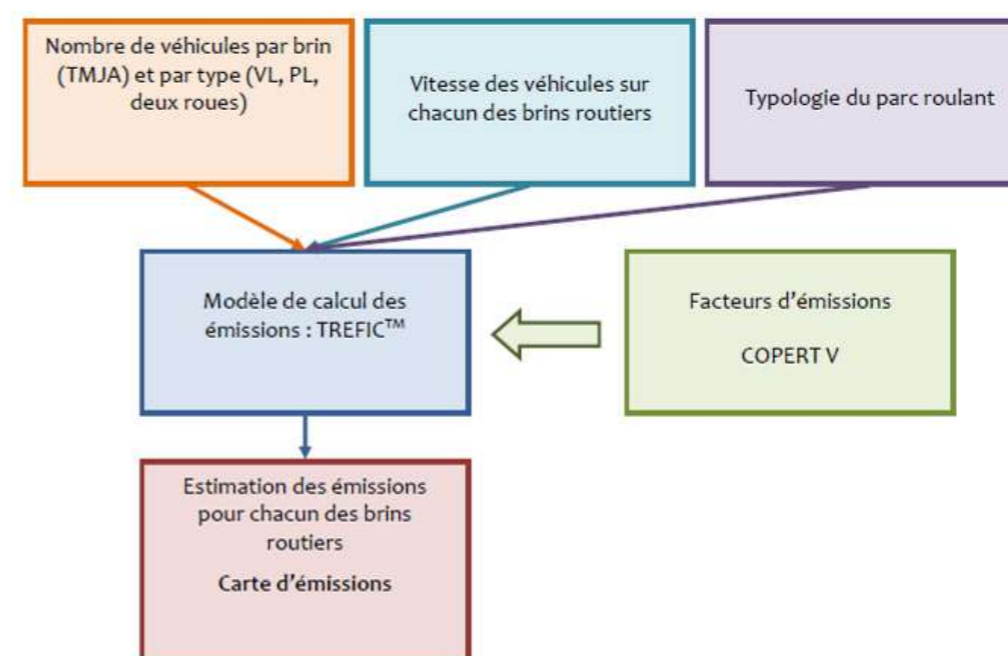 Nombre de véhicules par brin
(TMJA) et par type (VL, PL,
deux roues)
Vitesse des véhicules sur
chacun des brins routiers
Typologie du parc roulant
Modèle de calcul des
émissions : TREFIC™
Facteurs d'émissions
COPERT V
Estimation des émissions
pour chacun des brins
routiers
Carte d'émissions